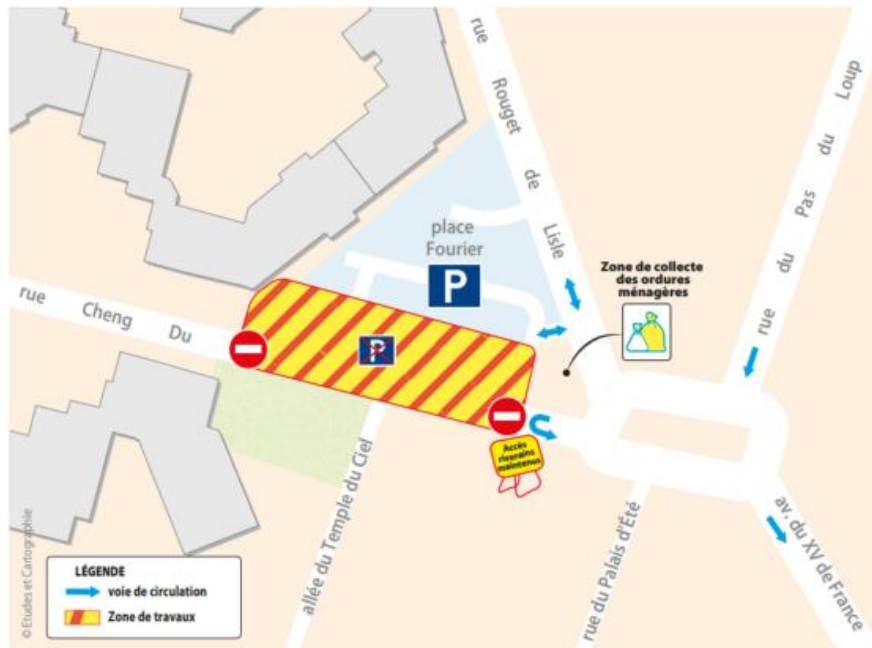 rue Rouget de Lisle
rue du Pas du Loup
place
Fourier
P
Zone de collecte
des ordures
ménagères
rue Cheng Du
P
Accès
riverains
maintenus
allée du Temple du Ciel
rue du Palais d'Été
av. du XV de France
© Etudes et Cartographie
LÉGENDE
voie de circulation
Zone de travaux